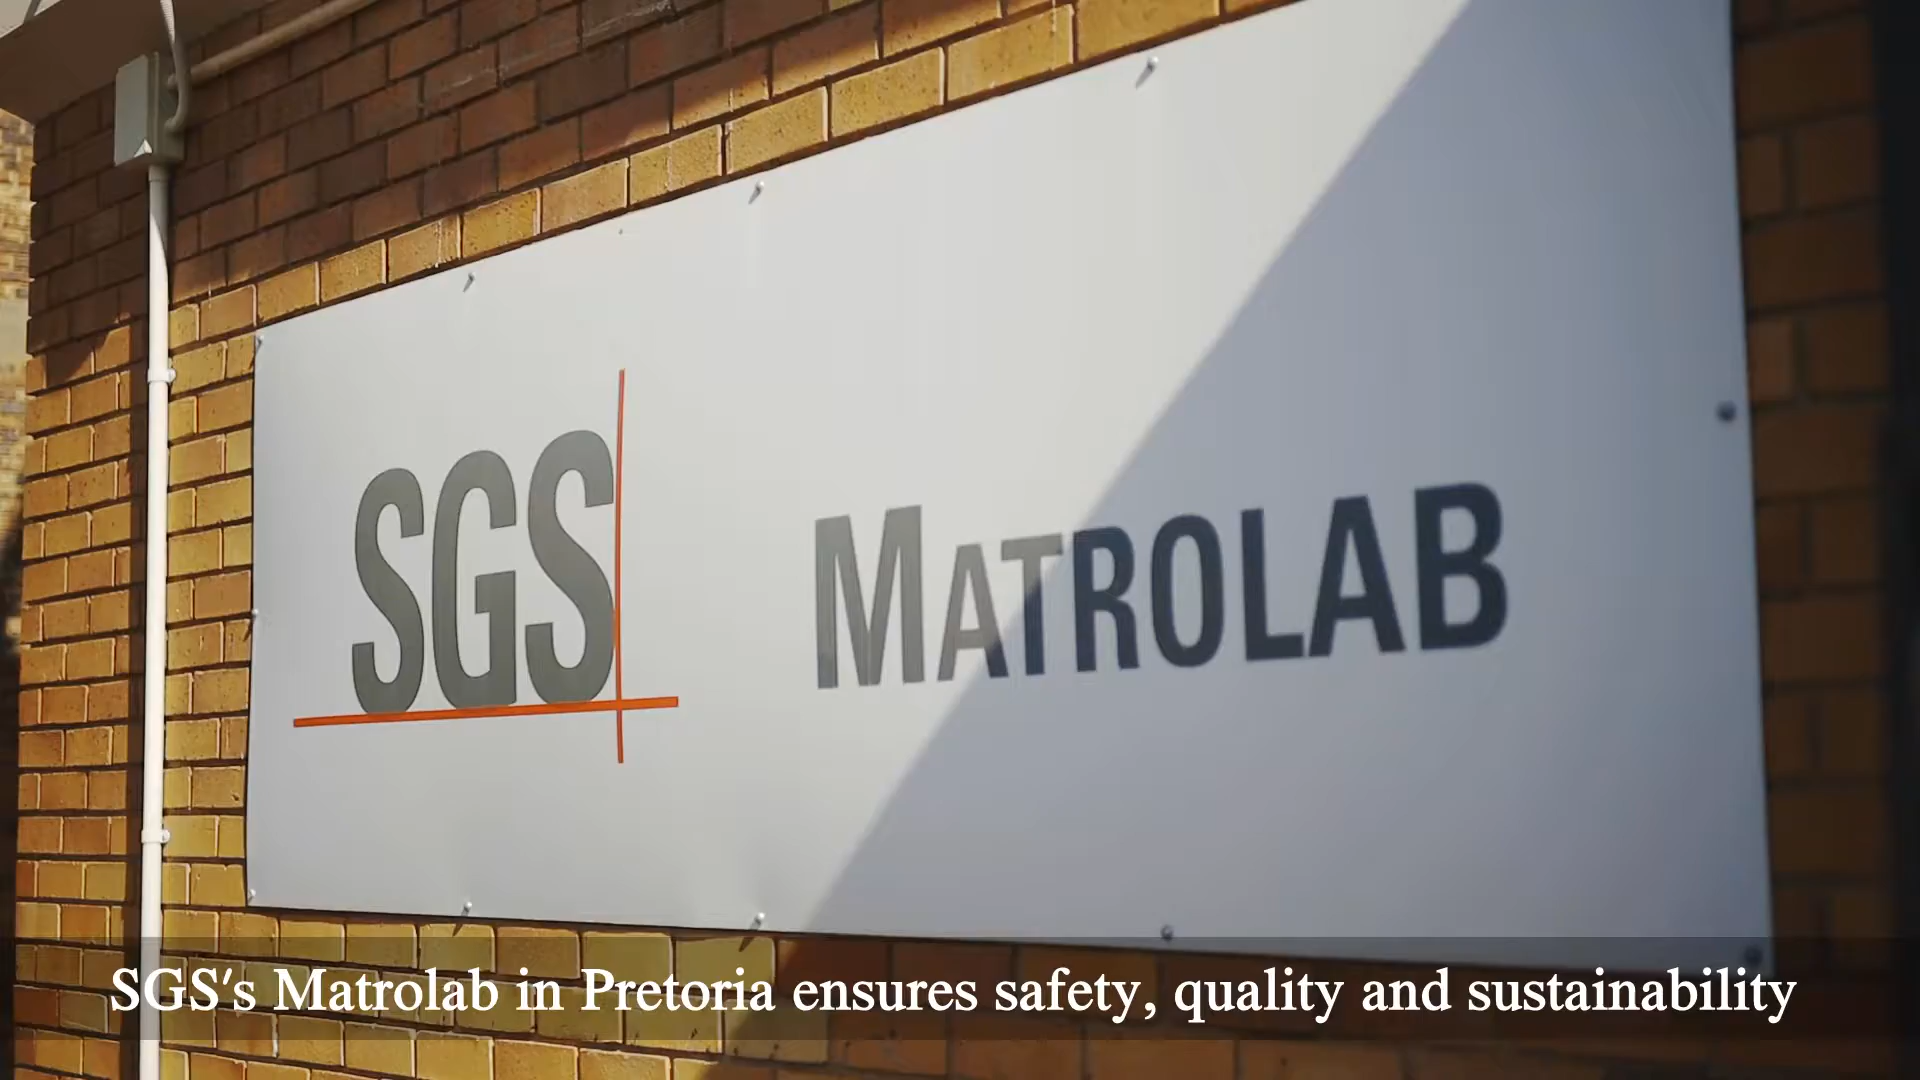 SGS
MATROLAB
SGS's Matrolab in Pretoria ensures safety, quality and sustainability